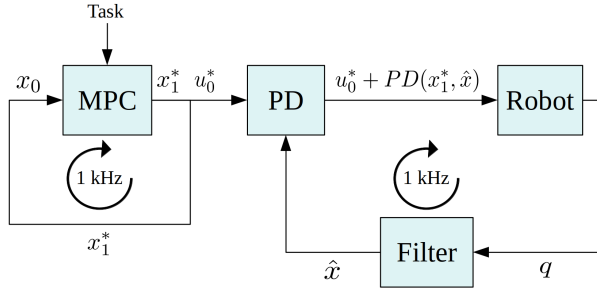 Task
x₀
MPC
x₁* u₀*
PD
u₀* + PD(x₁*, x̂)
Robot
1 kHz
1 kHz
x₁*
x̂
Filter
q